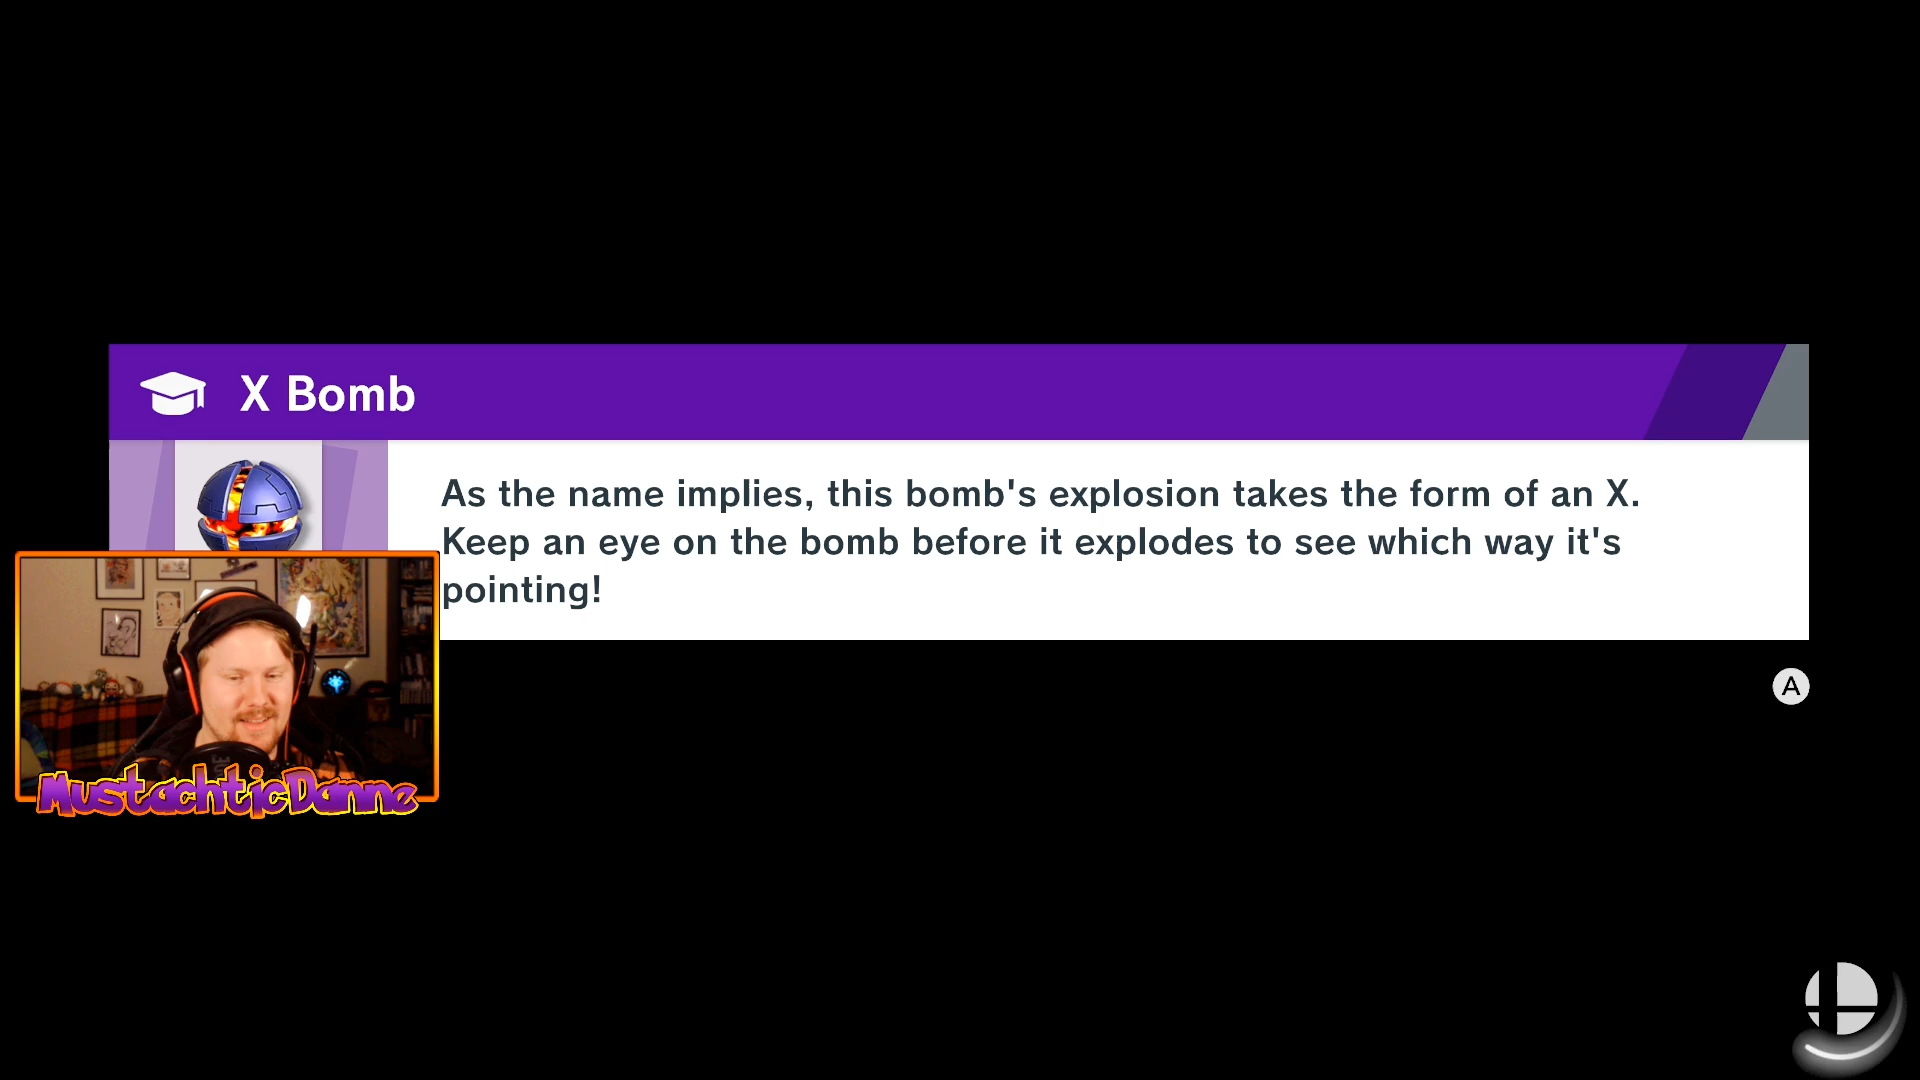 X Bomb
As the name implies, this bomb's explosion takes the form of an X.
Keep an eye on the bomb before it explodes to see which way it's
pointing!
A
MustachticDanne